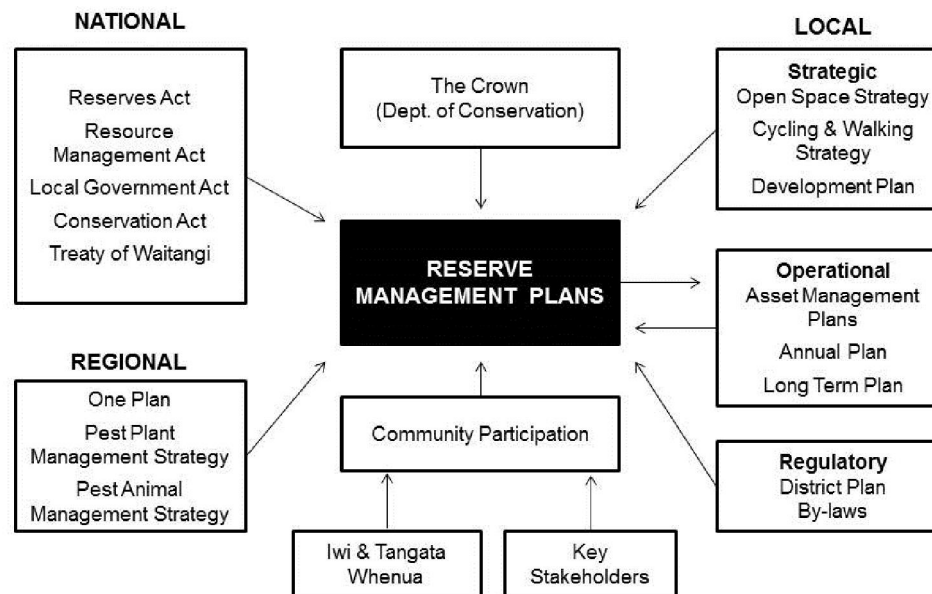 NATIONAL
Reserves Act
Resource
Management Act
Local Government Act
Conservation Act
Treaty of Waitangi
The Crown
(Dept. of Conservation)
LOCAL
Strategic
Open Space Strategy
Cycling & Walking
Strategy
Development Plan
RESERVE
MANAGEMENT PLANS
Operational
Asset Management
Plans
Annual Plan
Long Term Plan
REGIONAL
One Plan
Pest Plant
Management Strategy
Pest Animal
Management Strategy
Community Participation
Regulatory
District Plan
By-laws
Iwi & Tangata
Whenua
Key
Stakeholders